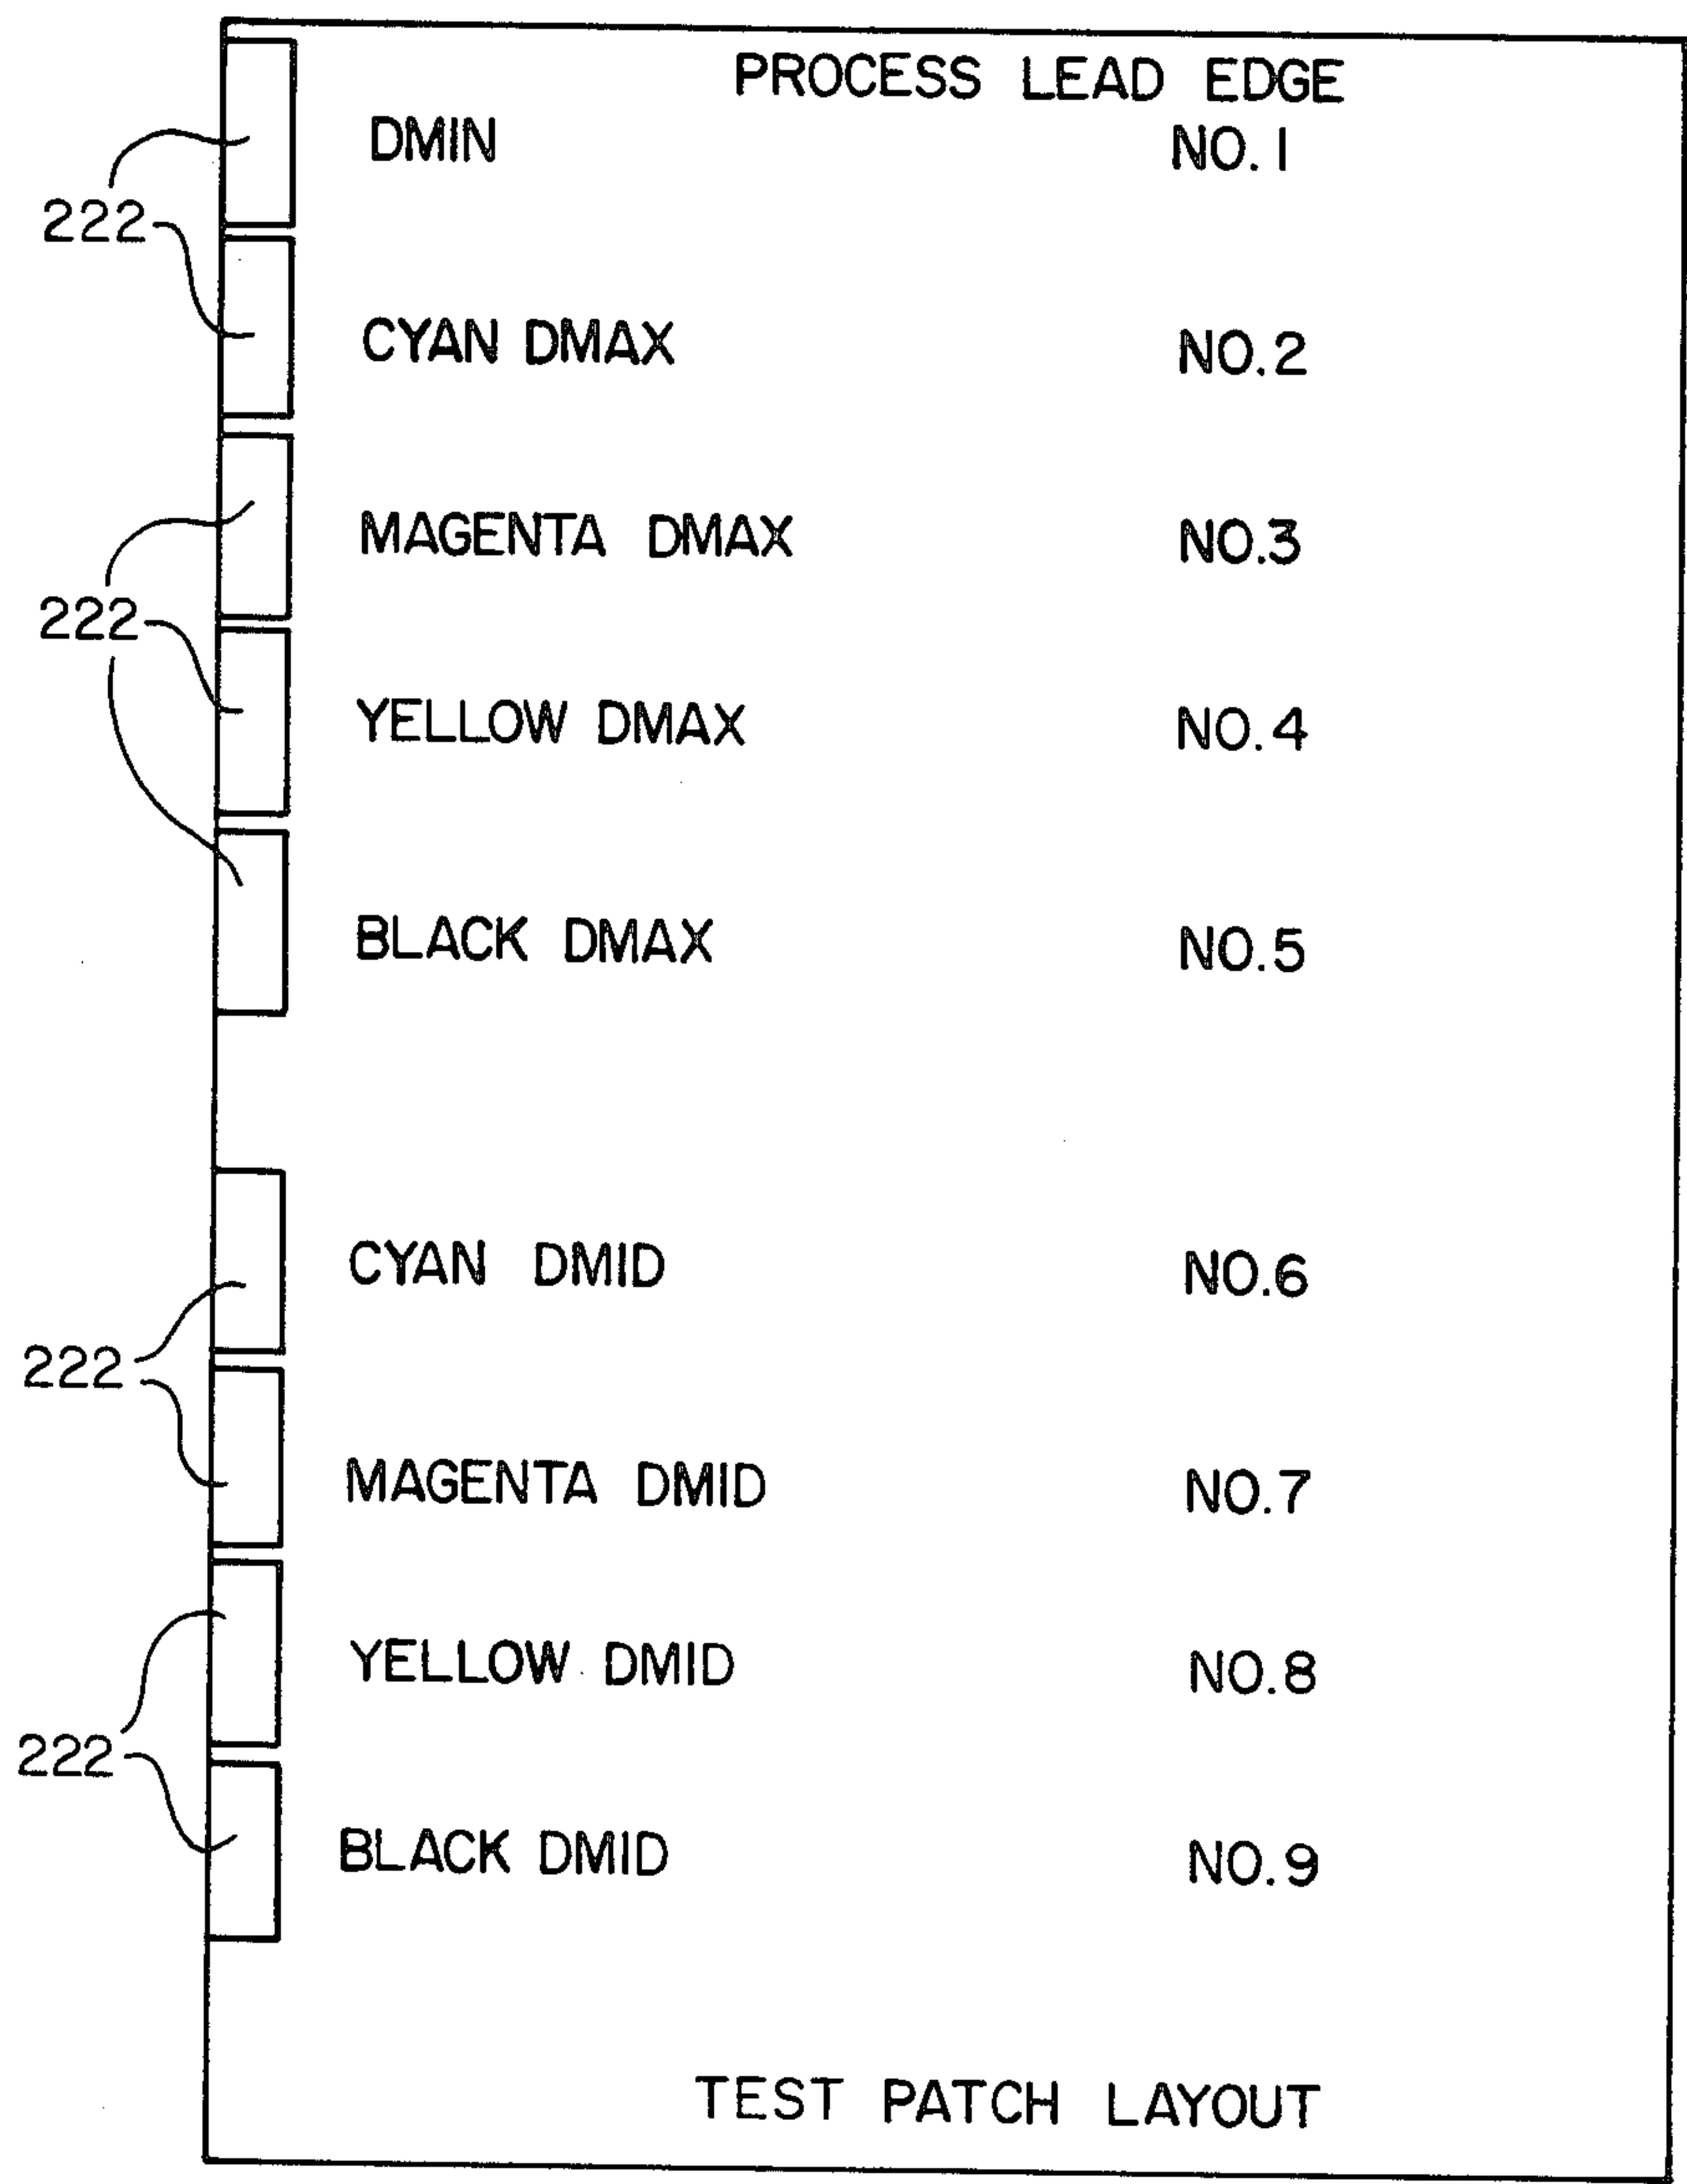 PROCESS LEAD EDGE
DMIN NO. 1
222
CYAN DMAX NO. 2
MAGENTA DMAX NO. 3
222
YELLOW DMAX NO. 4
BLACK DMAX NO. 5
CYAN DMID NO. 6
222
MAGENTA DMID NO. 7
YELLOW DMID NO. 8
222
BLACK DMID NO. 9
TEST PATCH LAYOUT